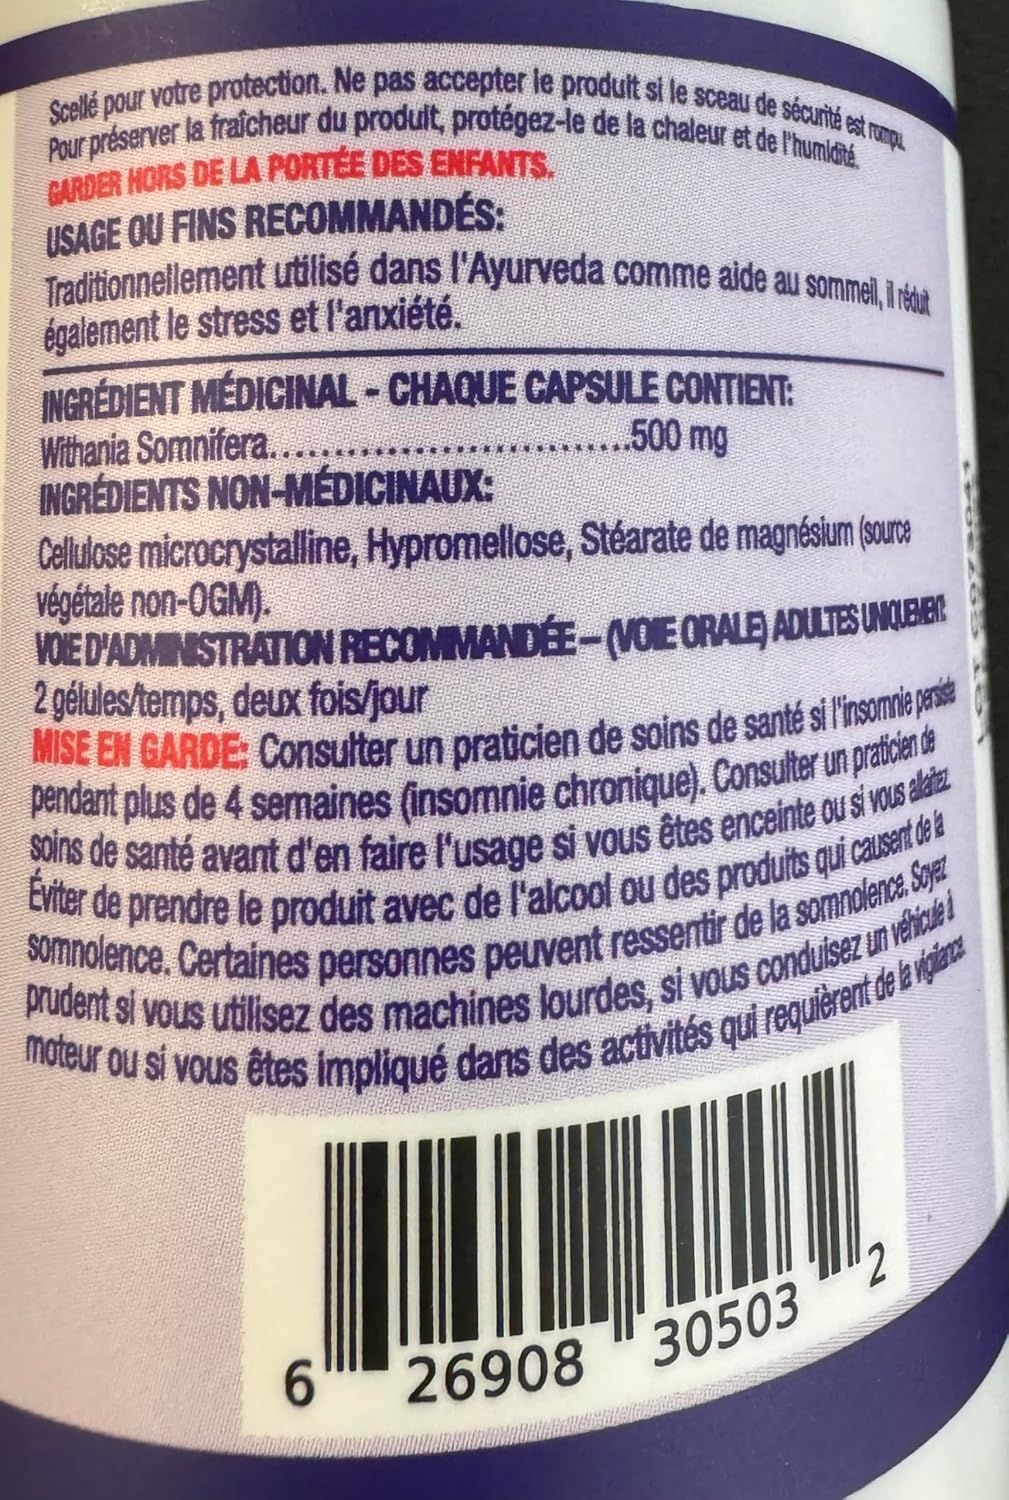 Scellé pour votre protection. Ne pas accepter le produit si le sceau de sécurité est rompu.
Pour préserver la fraîcheur du produit, protégez-le de la chaleur et de l'humidité.
GARDER HORS DE LA PORTÉE DES ENFANTS.
USAGE OU FINS RECOMMANDÉS:
Traditionnellement utilisé dans l'Ayurveda comme aide au sommeil, il réduit
également le stress et l'anxiété.
INGRÉDIENT MÉDICINAL - CHAQUE CAPSULE CONTIENT:
Withania Somnifera..............................500 mg
INGRÉDIENTS NON-MÉDICINAUX:
Cellulose microcrystalline, Hypromellose, Stéarate de magnésium (source
végétale non-OGM).
VOIE D'ADMINISTRATION RECOMMANDÉE – (VOIE ORALE) ADULTES UNIQUEMENT:
2 gélules/temps, deux fois/jour
MISE EN GARDE: Consulter un praticien de soins de santé si l'insomnie persiste
pendant plus de 4 semaines (insomnie chronique). Consulter un praticien de
soins de santé avant d'en faire l'usage si vous êtes enceinte ou si vous allaitez.
Éviter de prendre le produit avec de l'alcool ou des produits qui causent de la
somnolence. Certaines personnes peuvent ressentir de la somnolence. Soyez
prudent si vous utilisez des machines lourdes, si vous conduisez un véhicule à
moteur ou si vous êtes impliqué dans des activités qui requièrent de la vigilance.
6 26908 30503 2